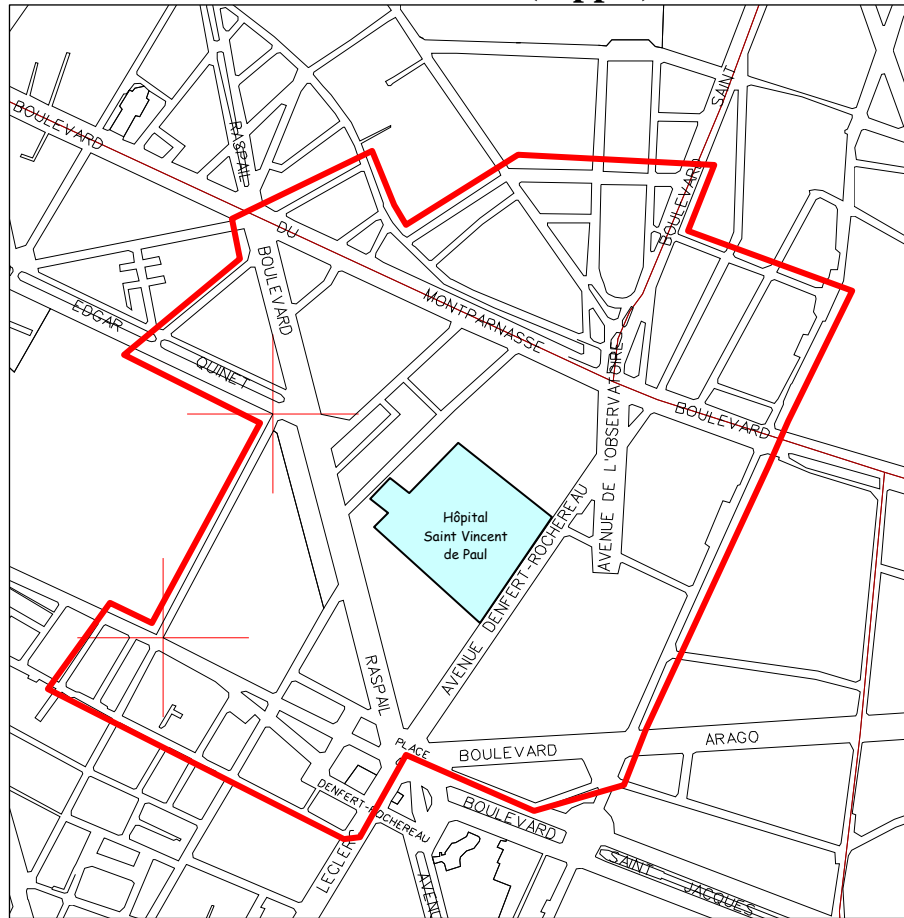 SAINT
BOULEVARD
RASPAIL
BOULEVARD
DU
BOULEVARD
MONTPARNASSE
EDGAR
QUINET
AVENUE DE L'OBSERVATOIRE
BOULEVARD
Hôpital
Saint Vincent
de Paul
AVENUE DENFERT-ROCHEREAU
RASPAIL
PLACE
DENFERT-ROCHEREAU
BOULEVARD
ARAGO
BOULEVARD
SAINT
JACQUES
LECLERC